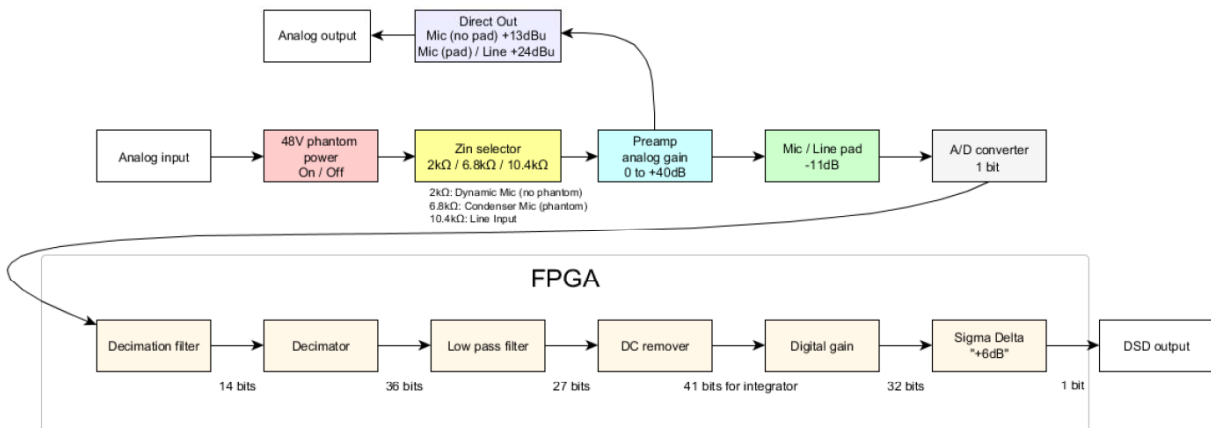 Analog output
Direct Out
Mic (no pad) +13dBu
Mic (pad) / Line +24dBu
Analog input
48V phantom
power
On / Off
Zin selector
2kΩ / 6.8kΩ / 10.4kΩ
Preamp
analog gain
0 to +40dB
Mic / Line pad
-11dB
A/D converter
1 bit
2kΩ: Dynamic Mic (no phantom)
6.8kΩ: Condenser Mic (phantom)
10.4kΩ: Line Input
FPGA
Decimation filter
Decimator
Low pass filter
DC remover
Digital gain
Sigma Delta
"+6dB"
DSD output
14 bits
36 bits
27 bits
41 bits for integrator
32 bits
1 bit